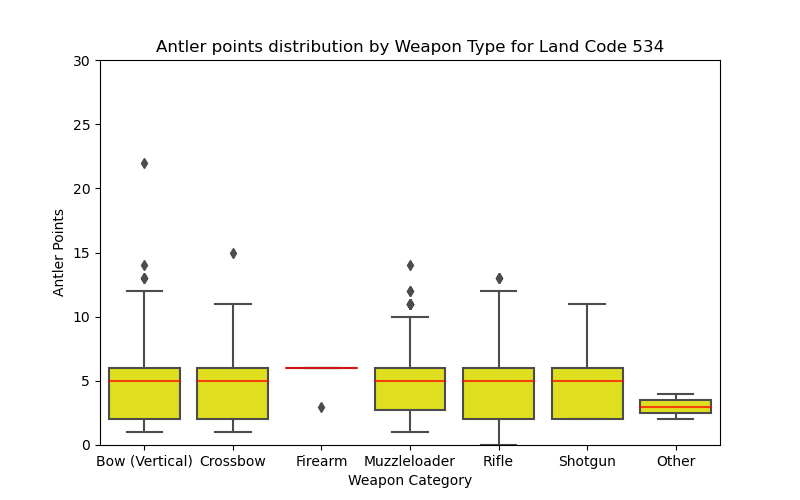 Antler points distribution by Weapon Type for Land Code 534
30
25
20
15
10
5
0
Antler Points
Bow (Vertical) Crossbow Firearm Muzzleloader Rifle Shotgun Other
Weapon Category